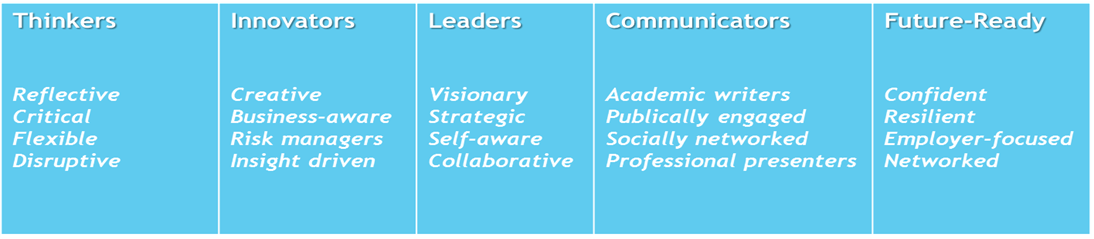 Thinkers
Reflective
Critical
Flexible
Disruptive
Innovators
Creative
Business-aware
Risk managers
Insight driven
Leaders
Visionary
Strategic
Self-aware
Collaborative
Communicators
Academic writers
Publically engaged
Socially networked
Professional presenters
Future-Ready
Confident
Resilient
Employer-focused
Networked